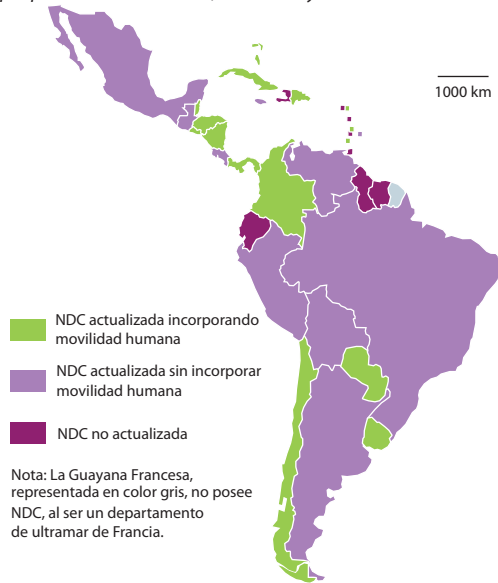 1000 km
NDC actualizada incorporando
movilidad humana
NDC actualizada sin incorporar
movilidad humana
NDC no actualizada
Nota: La Guayana Francesa,
representada en color gris, no posee
NDC, al ser un departamento
de ultramar de Francia.